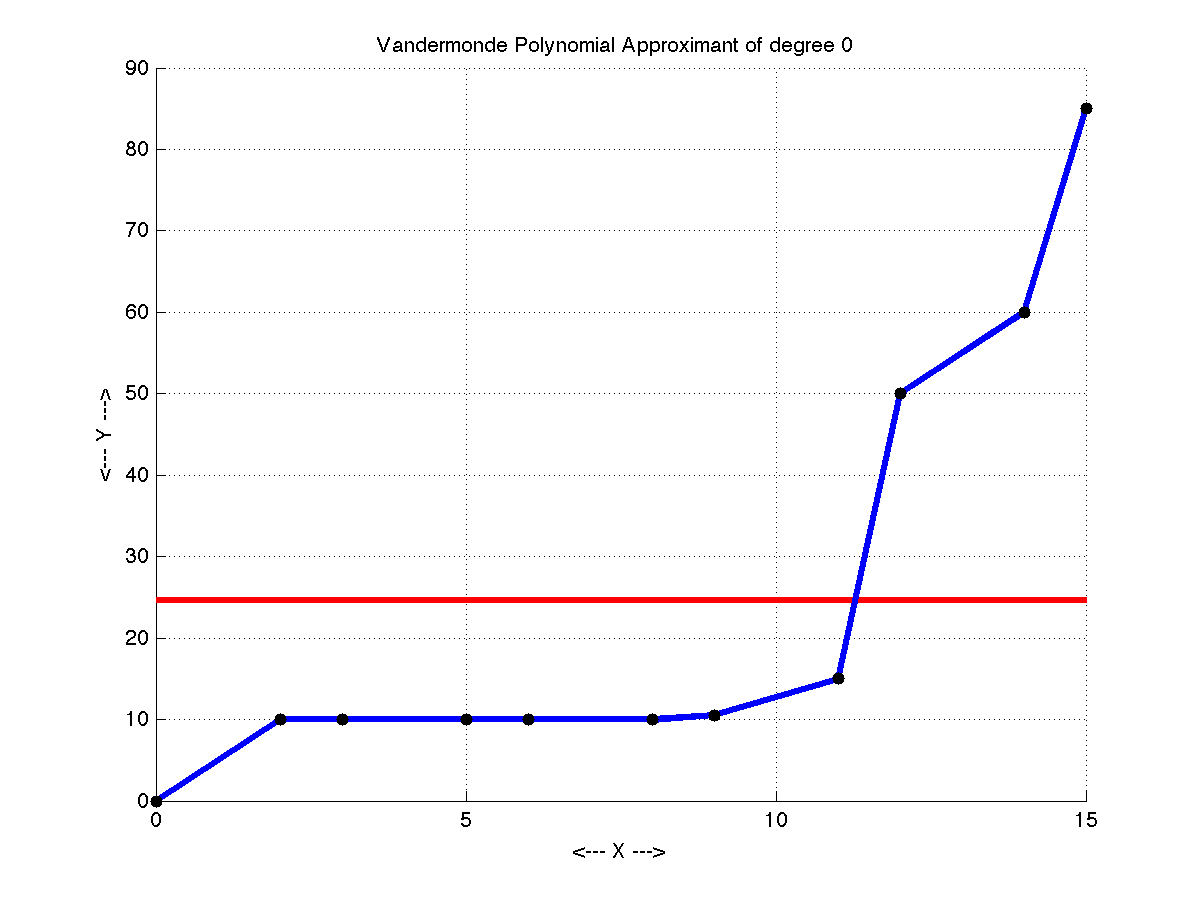 Vandermonde Polynomial Approximant of degree 0
90
80
70
60
50
40
30
20
10
0
<--- Y --->
0 5 10 15
<--- X --->